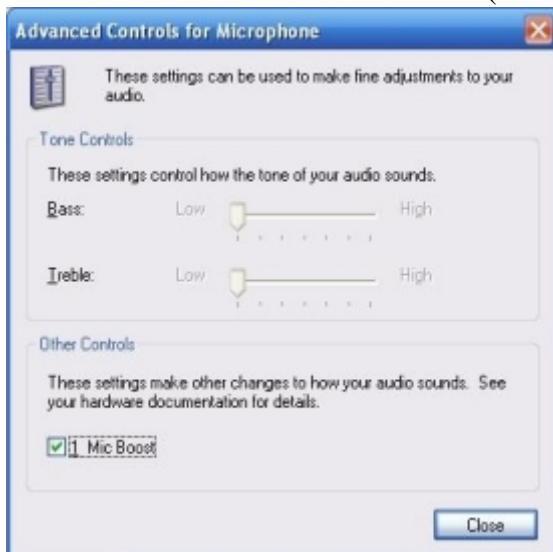 Advanced Controls for Microphone
These settings can be used to make fine adjustments to your
audio.
Tone Controls
These settings control how the tone of your audio sounds.
Bass: Low High
Treble: Low High
Other Controls
These settings make other changes to how your audio sounds. See
your hardware documentation for details.
1 Mic Boost
Close